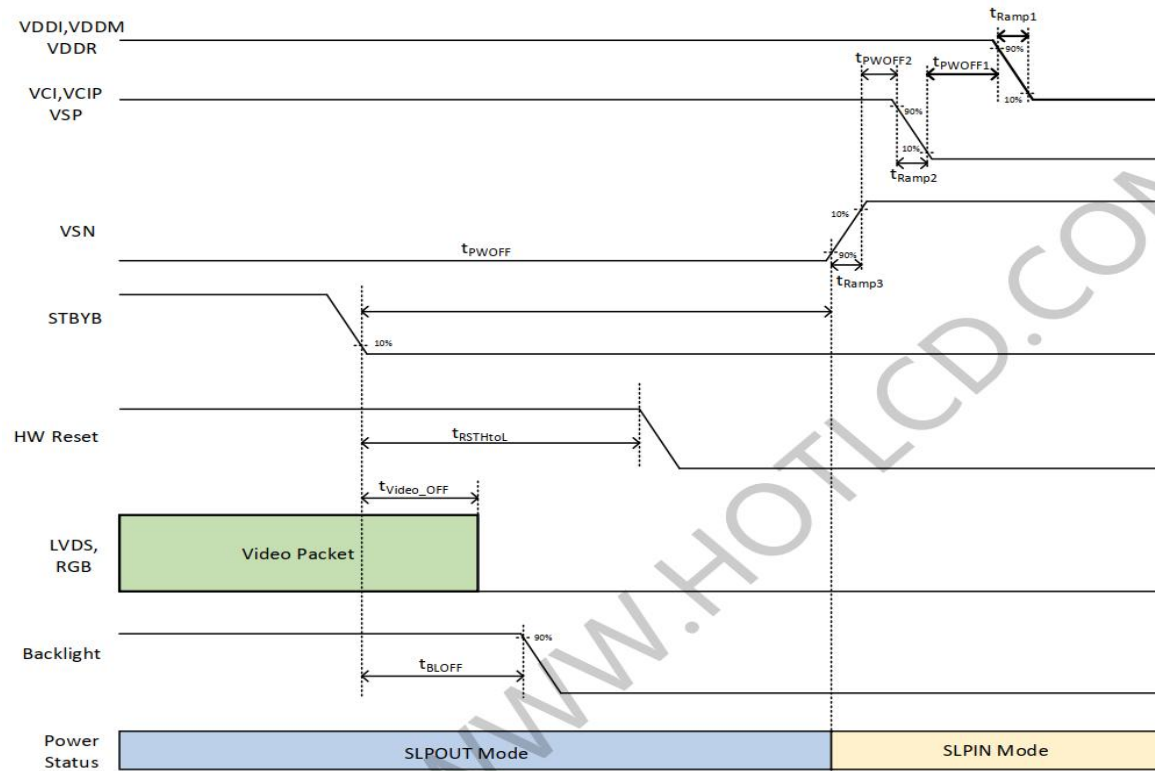 VDDI,VDDM
VDDR
tRamp1
90%
10%
tPWOFF2
tPWOFF1
VCI,VCIP
VSP
90%
10%
tRamp2
VSN
10%
90%
tPWOFF
tRamp3
STBYB
10%
HW Reset
tRSTHtoL
tVideo_OFF
LVDS,
RGB
Video Packet
Backlight
90%
tBLOFF
Power
Status
SLPOUT Mode
SLPIN Mode
WWW.HOTLCD.COM